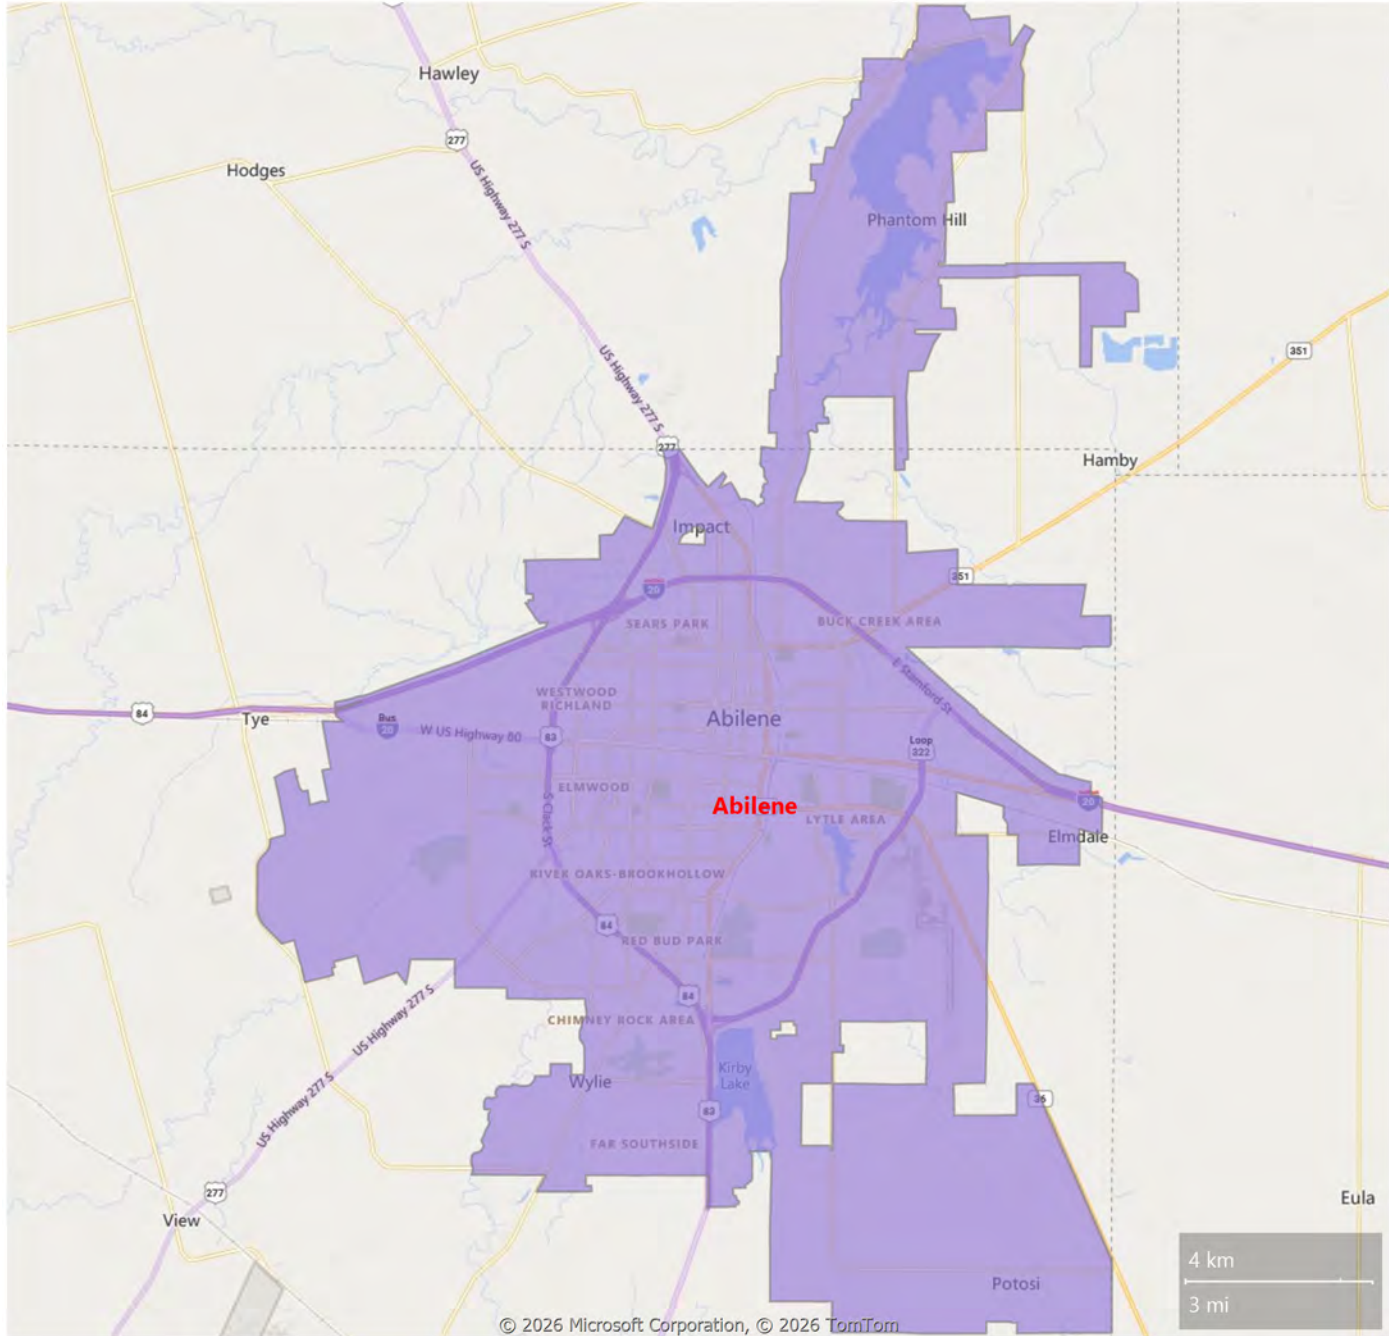 Hawley
277
Hodges
US Highway 277 S
Phantom Hill
US Highway 277 S
351
277
Hamby
Impact
351
20
SEARS PARK
BUCK CREEK AREA
E Stamford St
WESTWOOD
RICHLAND
84
Tye
Bus
20
W US Highway 80
83
Abilene
Loop
322
ELMWOOD
S Clack St
Abilene
LYTLE AREA
20
Elmdale
RIVER OAKS-BROOKHOLLOW
84
RED BUD PARK
84
US Highway 277 S
CHIMNEY ROCK AREA
Kirby
Lake
Wylie
US Highway 277 S
83
36
FAR SOUTHSIDE
277
View
Eula
Potosi
4 km
3 mi
© 2026 Microsoft Corporation, © 2026 TomTom